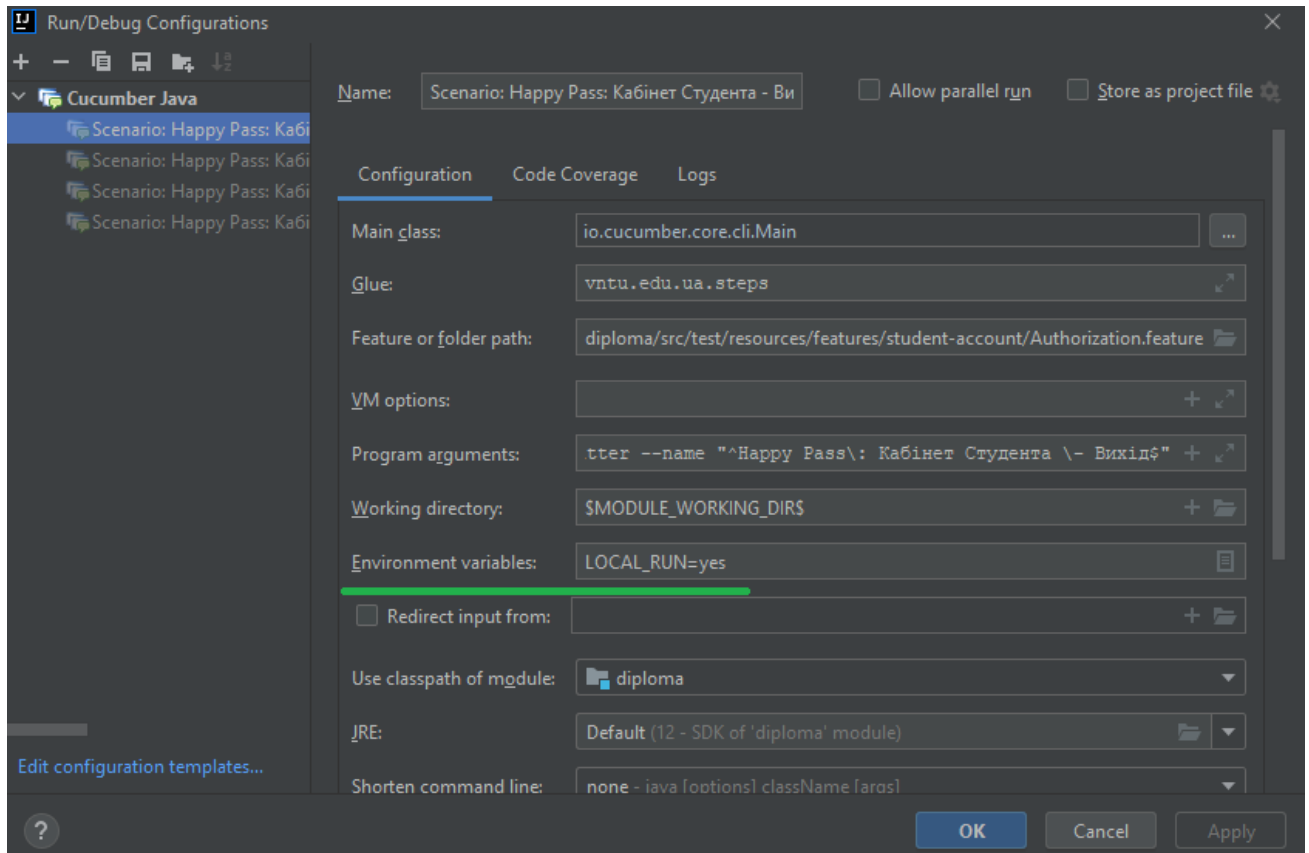 Run/Debug Configurations
Cucumber Java
Scenario: Happy Pass: Кабі
Scenario: Happy Pass: Кабі
Scenario: Happy Pass: Кабі
Scenario: Happy Pass: Кабі
Edit configuration templates...
Name: Scenario: Happy Pass: Кабінет Студента - Ви Allow parallel run Store as project file
Configuration Code Coverage Logs
Main class: io.cucumber.core.cli.Main ...
Glue: vntu.edu.ua.steps
Feature or folder path: diploma/src/test/resources/features/student-account/Authorization.feature
VM options:
Program arguments: tter --name "^Happy Pass\: Кабінет Студента \- Вихід$"
Working directory: $MODULE_WORKING_DIR$
Environment variables: LOCAL_RUN=yes
Redirect input from:
Use classpath of module: diploma
JRE: Default (12 - SDK of 'diploma' module)
Shorten command line: none - java [options] className [args]
? OK Cancel Apply